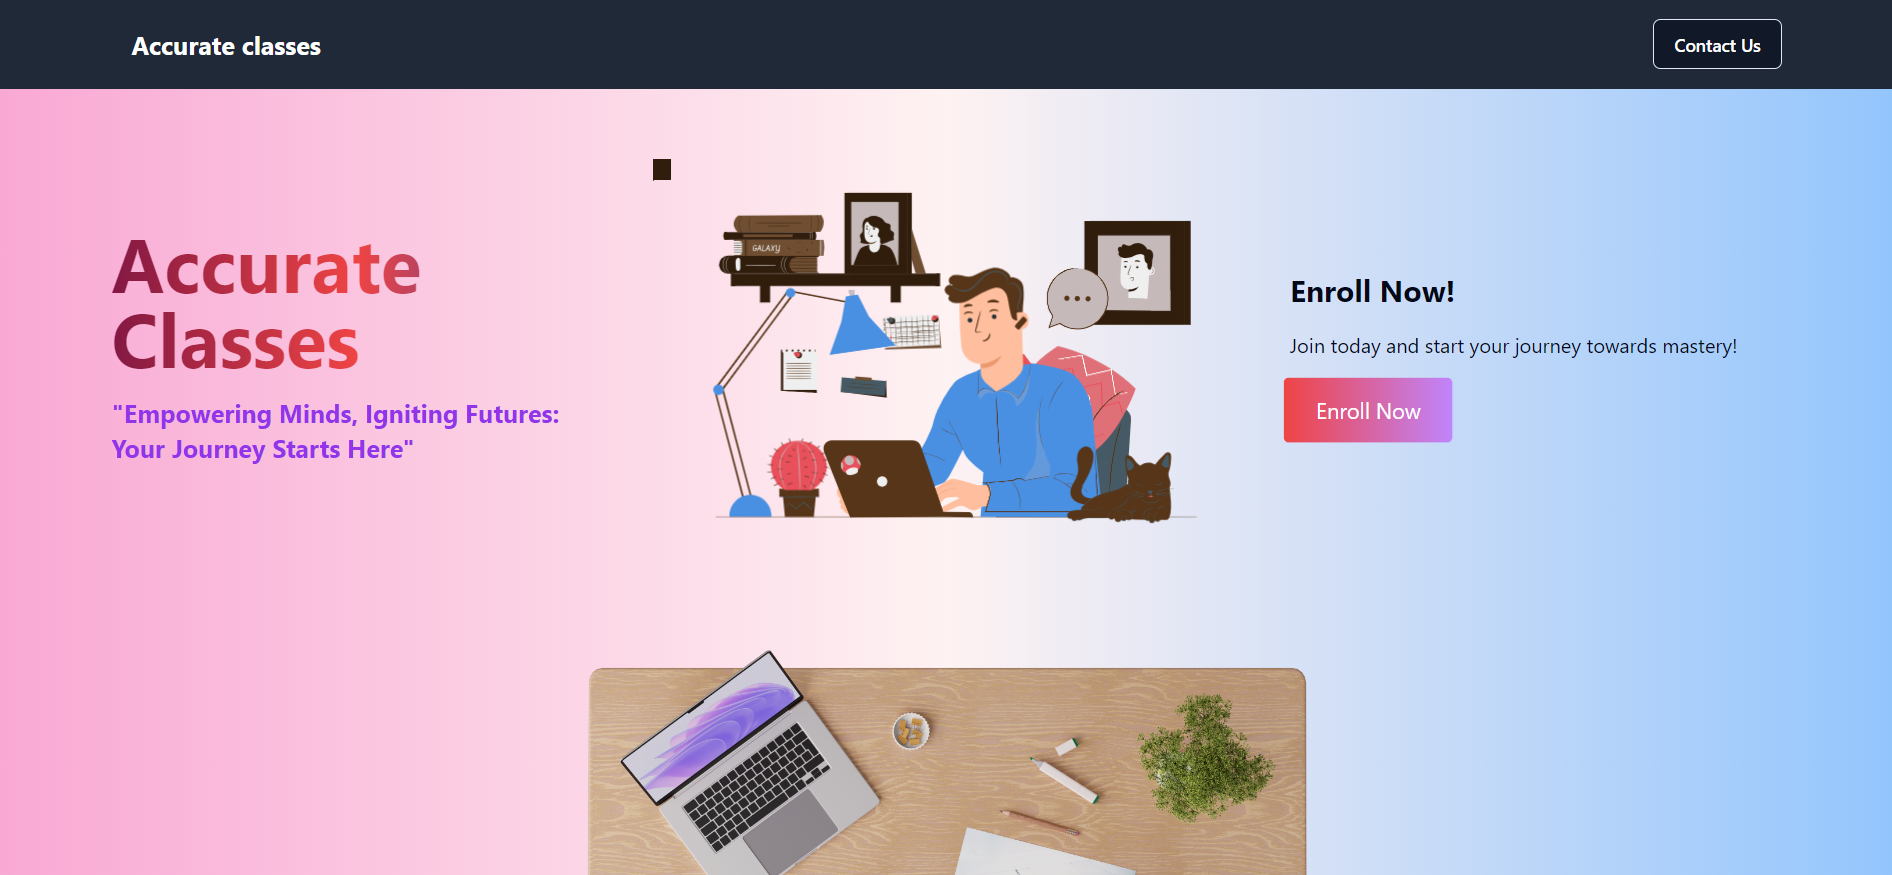 Accurate classes
Contact Us
Accurate
Classes
"Empowering Minds, Igniting Futures:
Your Journey Starts Here"
GALAXY
Enroll Now!
Join today and start your journey towards mastery!
Enroll Now